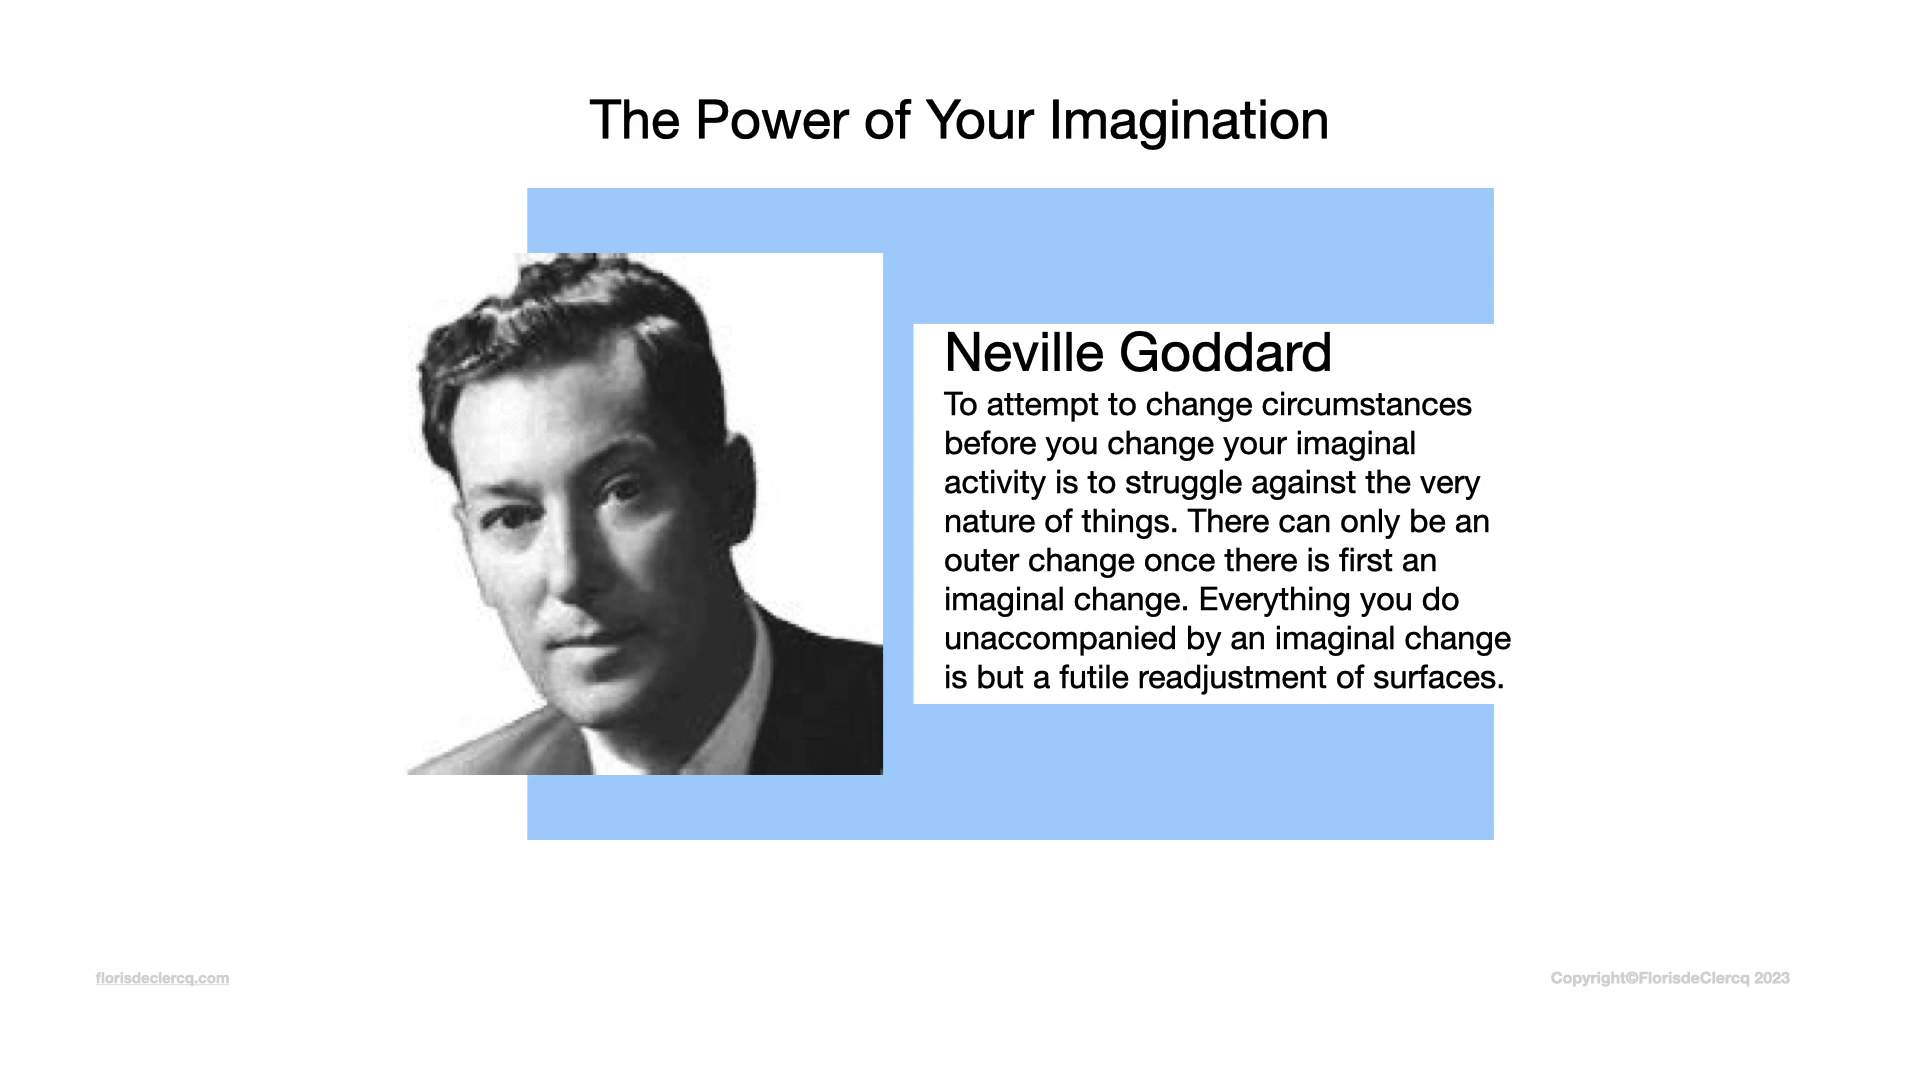 The Power of Your Imagination
Neville Goddard
To attempt to change circumstances
before you change your imaginal
activity is to struggle against the very
nature of things. There can only be an
outer change once there is first an
imaginal change. Everything you do
unaccompanied by an imaginal change
is but a futile readjustment of surfaces.
florisdeclercq.com
Copyright©FlorisdeClercq 2023